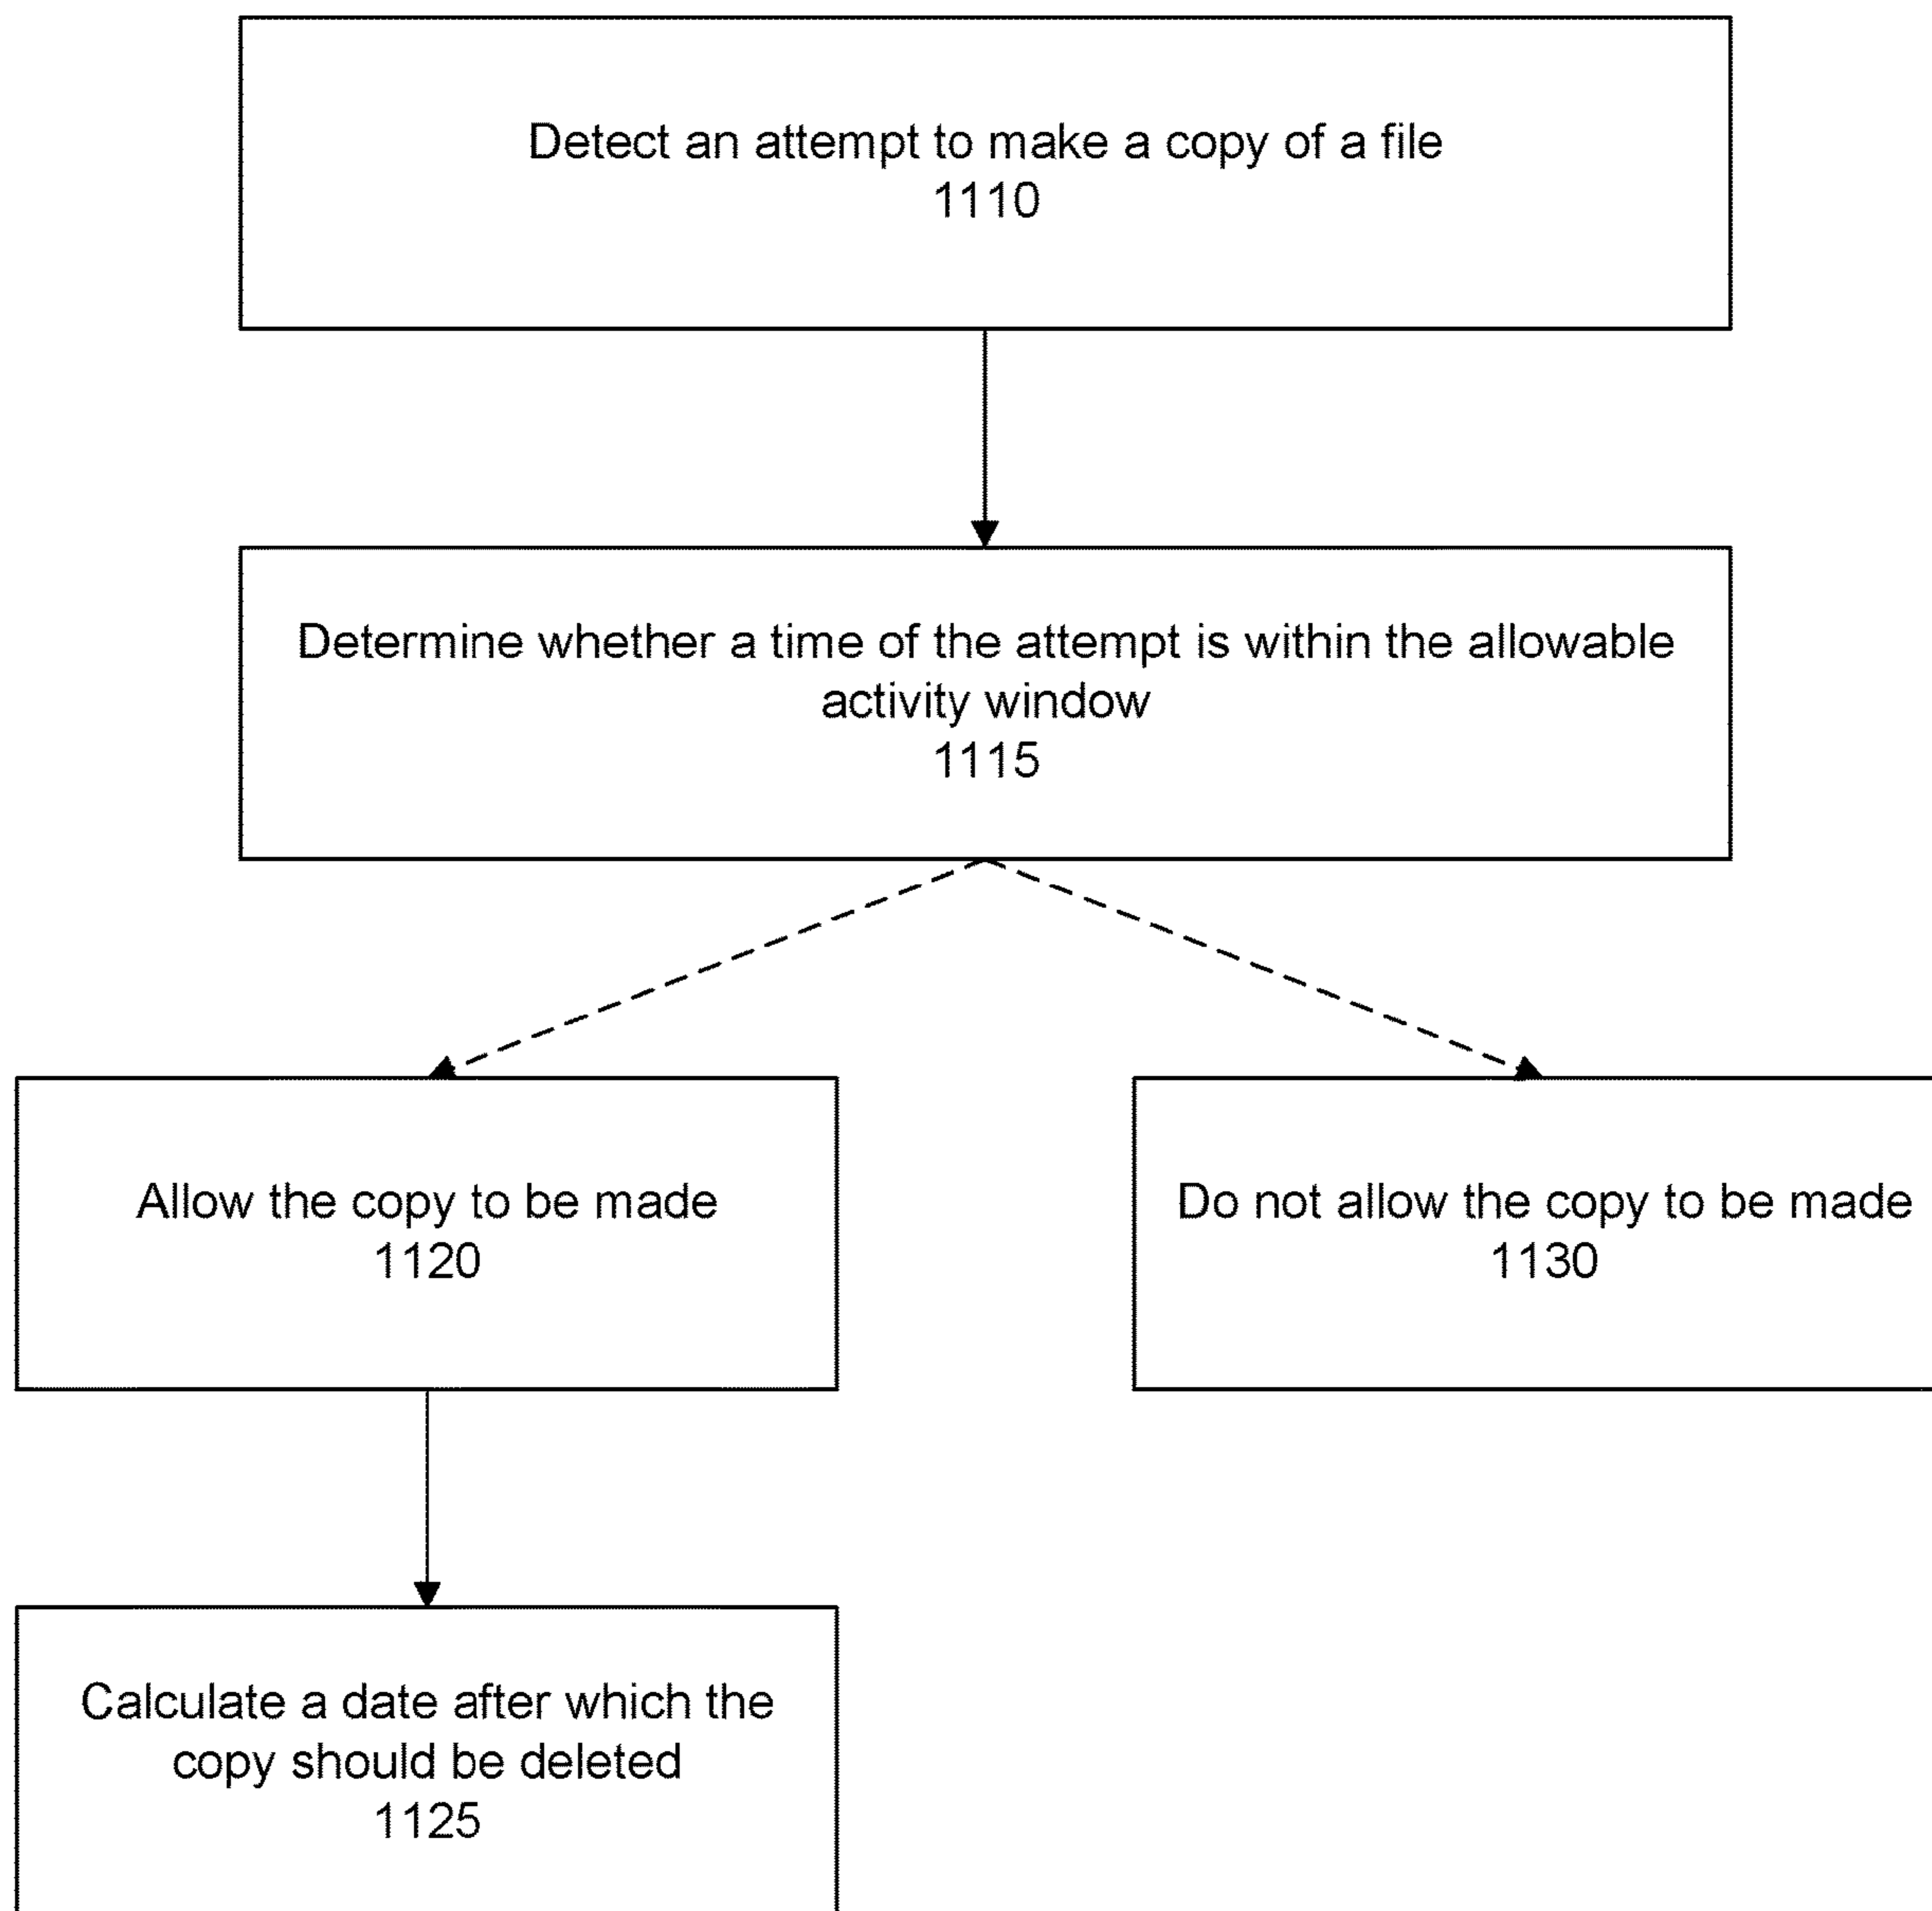 Detect an attempt to make a copy of a file
1110
Determine whether a time of the attempt is within the allowable
activity window
1115
Allow the copy to be made
1120
Do not allow the copy to be made
1130
Calculate a date after which the
copy should be deleted
1125